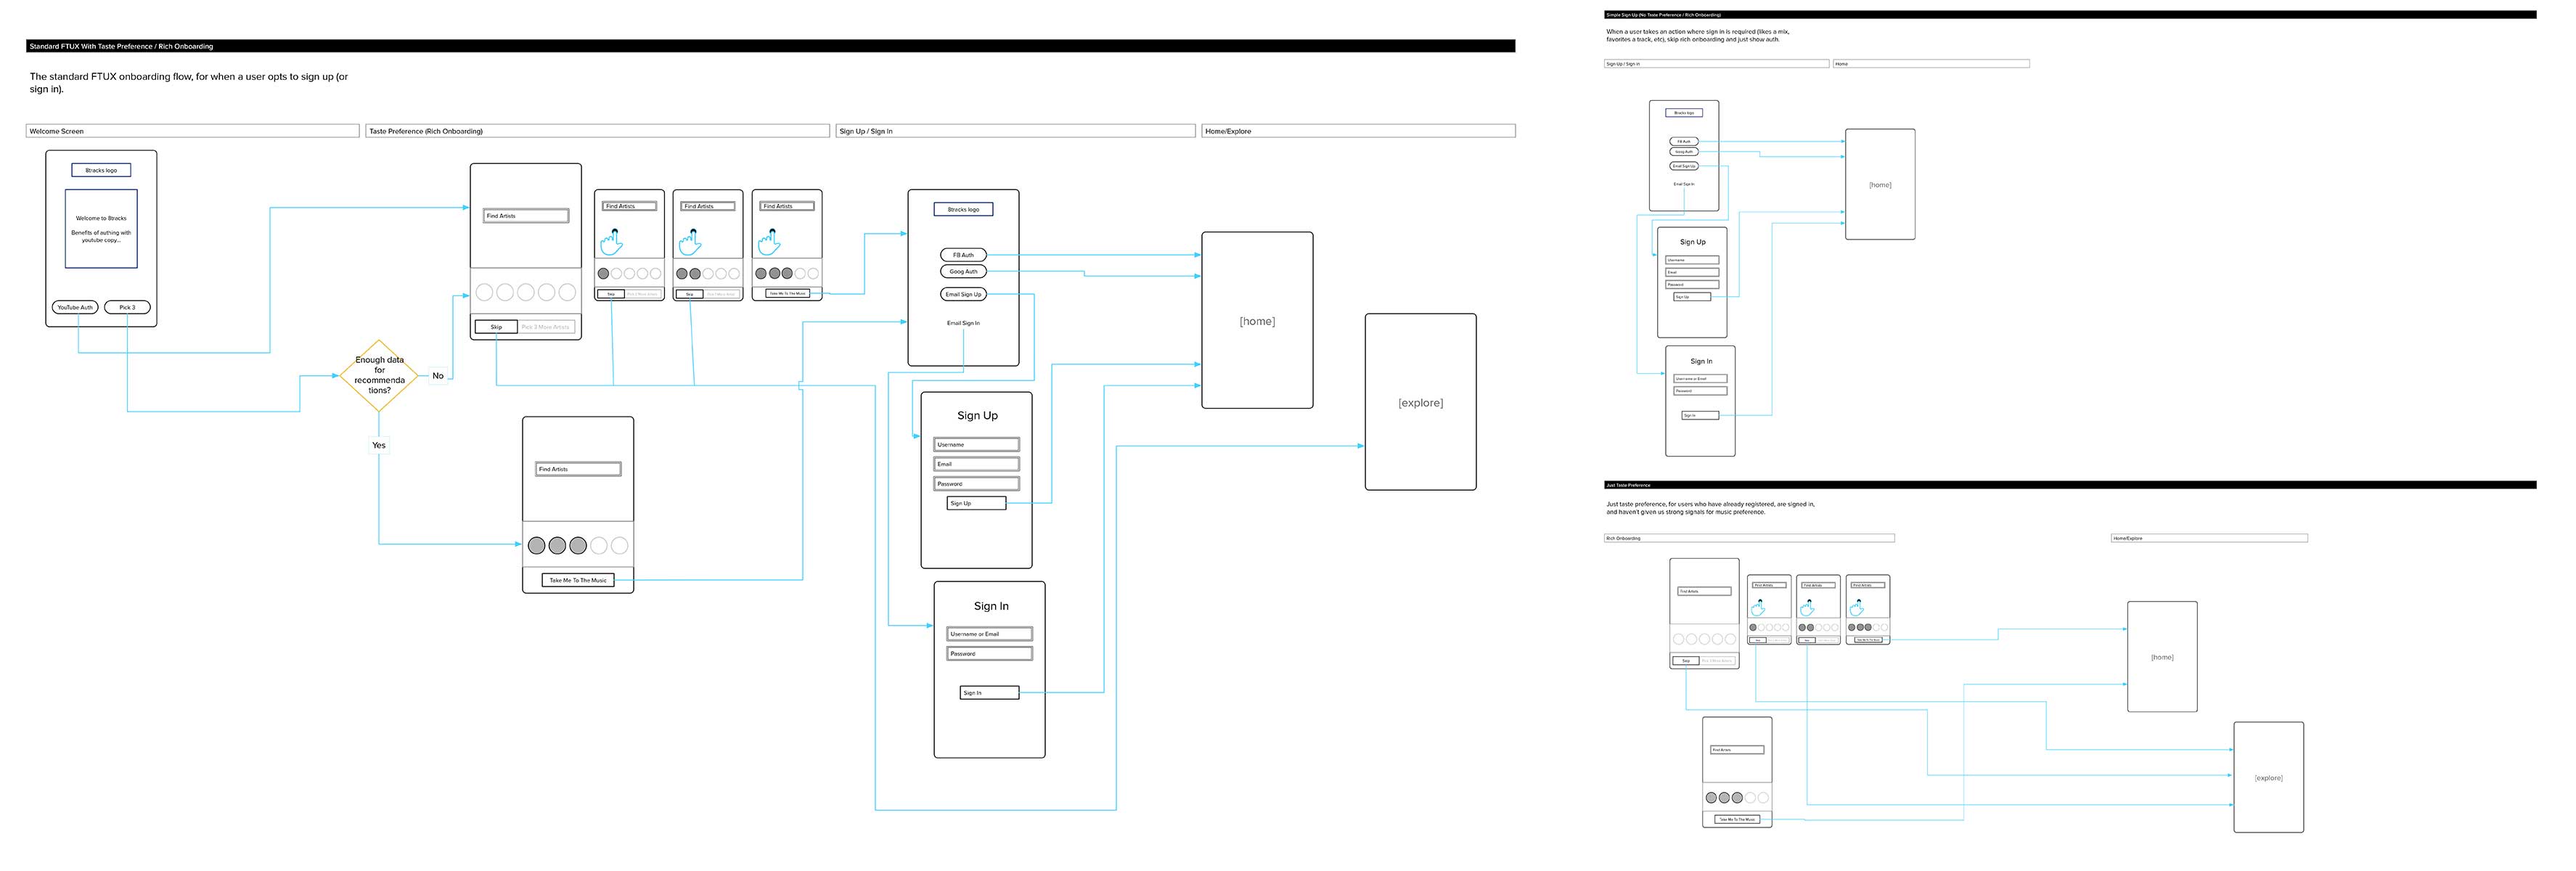 Standard FTUX With Taste Preference / Rich Onboarding
The standard FTUX onboarding flow, for when a user opts to sign up (or
sign in).
Welcome Screen
Taste Preference (Rich Onboarding)
Sign Up / Sign In
Home/Explore
8tracks logo
Welcome to 8tracks
Benefits of authing with
youtube copy...
YouTube Auth
Pick 3
Enough data
for
recommenda
tions?
No
Yes
Find Artists
Skip
Pick 3 More Artists
Find Artists
Skip
Find Artists
Skip
Find Artists
Take Me To The Music
Find Artists
Take Me To The Music
8tracks logo
FB Auth
Goog Auth
Email Sign Up
Email Sign In
Sign Up
Username
Email
Password
Sign Up
Sign In
Username or Email
Password
Sign In
[home]
[explore]
Simple Sign Up (No Taste Preference / Rich Onboarding)
When a user takes an action where sign in is required (likes a mix,
favorites a track, etc), skip rich onboarding and just show auth.
Sign Up / Sign In
Home
8tracks logo
FB Auth
Goog Auth
Email Sign Up
Email Sign In
Sign Up
Username
Email
Password
Sign Up
Sign In
Username or Email
Password
Sign In
[home]
Just Taste Preference
Just taste preference, for users who have already registered, are signed in,
and haven't given us strong signals for music preference.
Rich Onboarding
Home/Explore
Find Artists
Skip
Pick 3 More Artists
Find Artists
Find Artists
Find Artists
Take Me To The Music
Find Artists
Take Me To The Music
[home]
[explore]